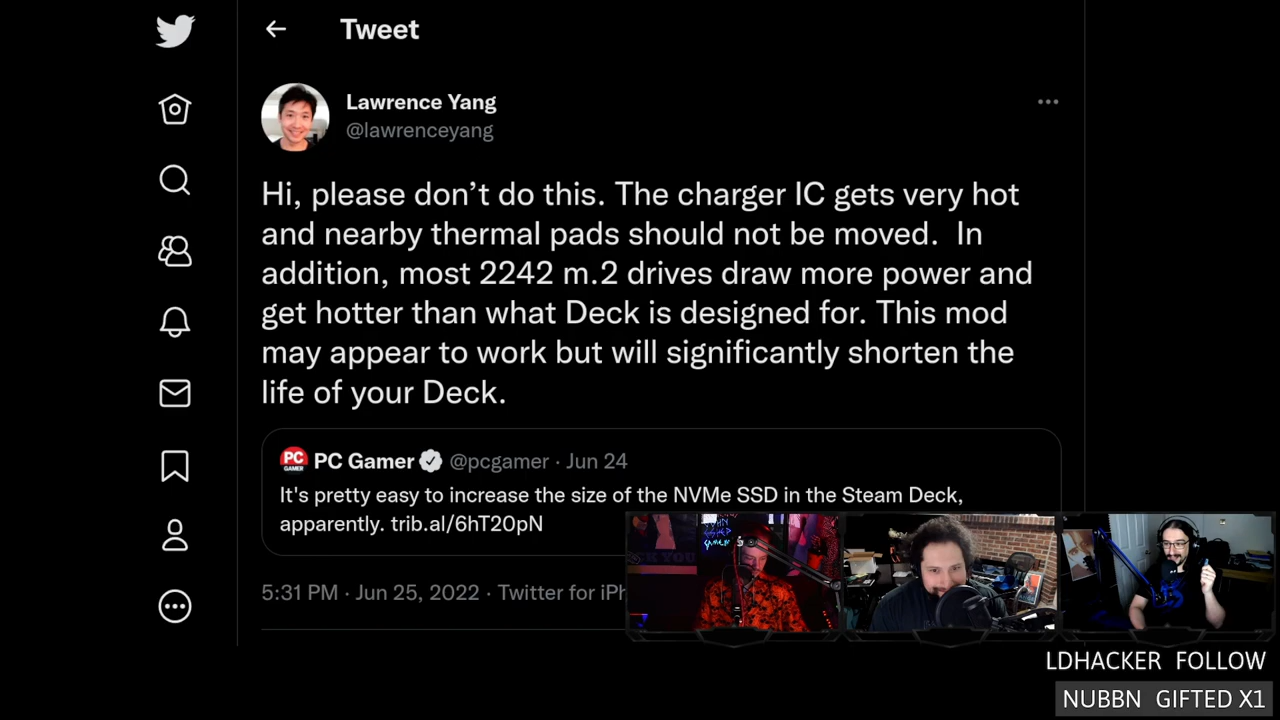 Tweet
Lawrence Yang
@lawrenceyang
Hi, please don’t do this. The charger IC gets very hot
and nearby thermal pads should not be moved.  In
addition, most 2242 m.2 drives draw more power and
get hotter than what Deck is designed for. This mod
may appear to work but will significantly shorten the
life of your Deck.
PC GAMER
PC Gamer @pcgamer · Jun 24
It's pretty easy to increase the size of the NVMe SSD in the Steam Deck,
apparently. trib.al/6hT20pN
5:31 PM · Jun 25, 2022 · Twitter for iPh
LDHACKER FOLLOW
NUBBN GIFTED X1